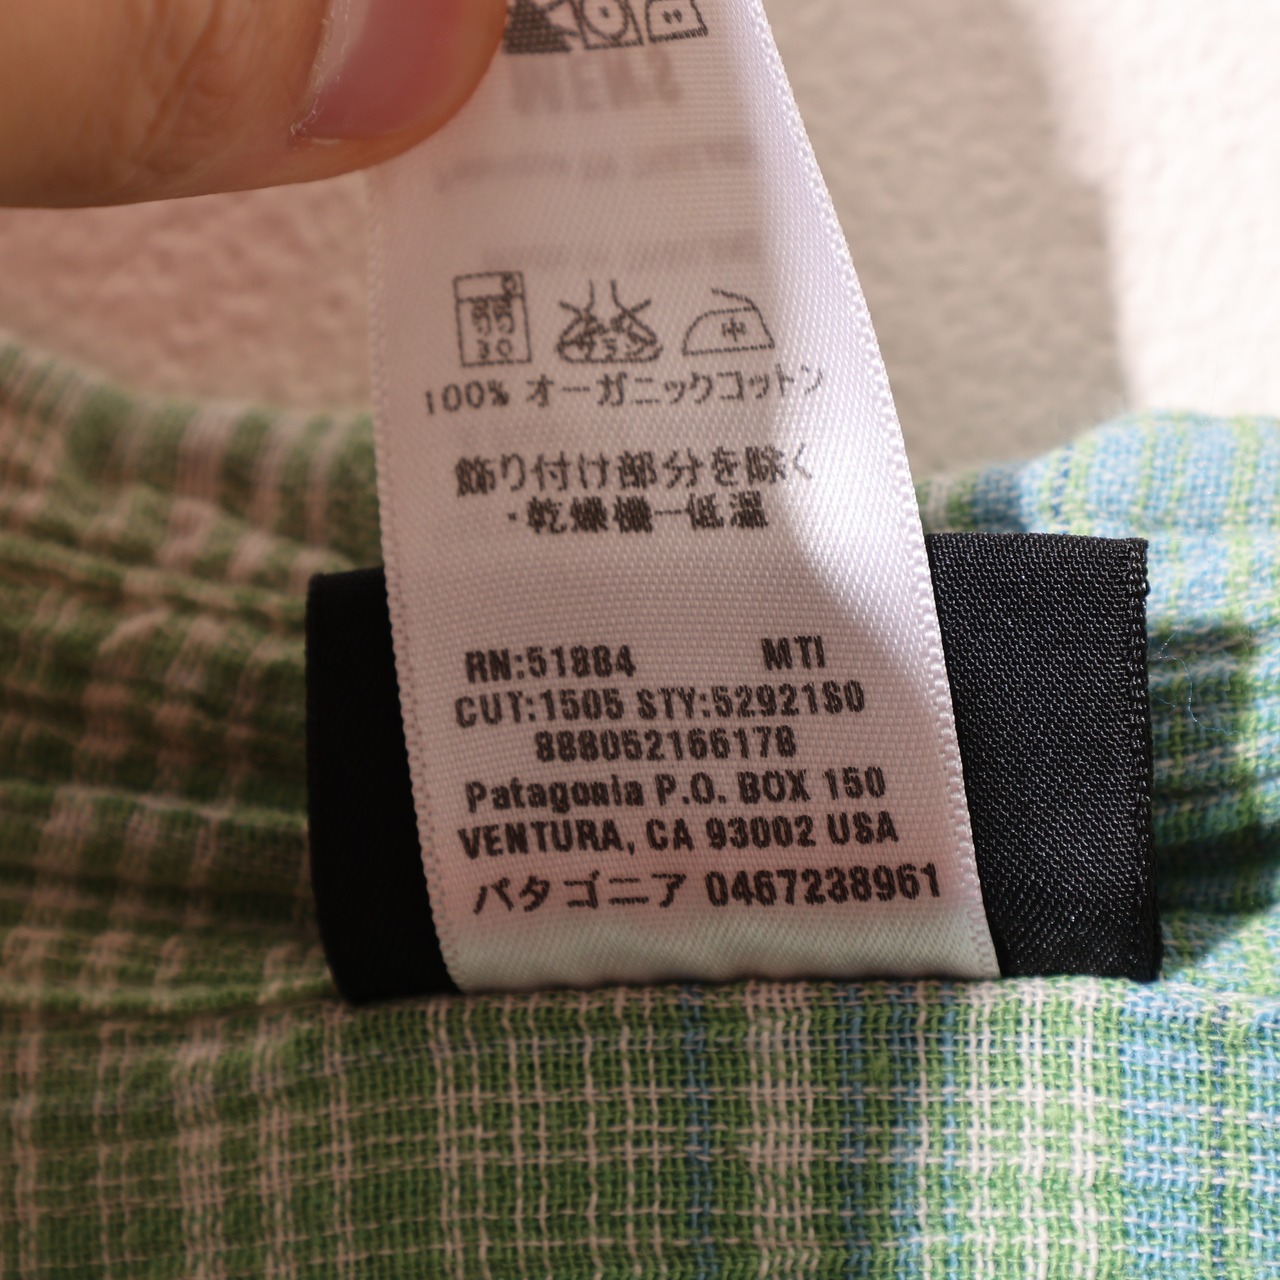 30
100% オーガニックコットン
飾り付け部分を除く
・乾燥機ー低温
RN:51884 MTI
CUT:1505 STY:52921S0
888052166178
Patagonia P.O. BOX 150
VENTURA, CA 93002 USA
パタゴニア 0467238961